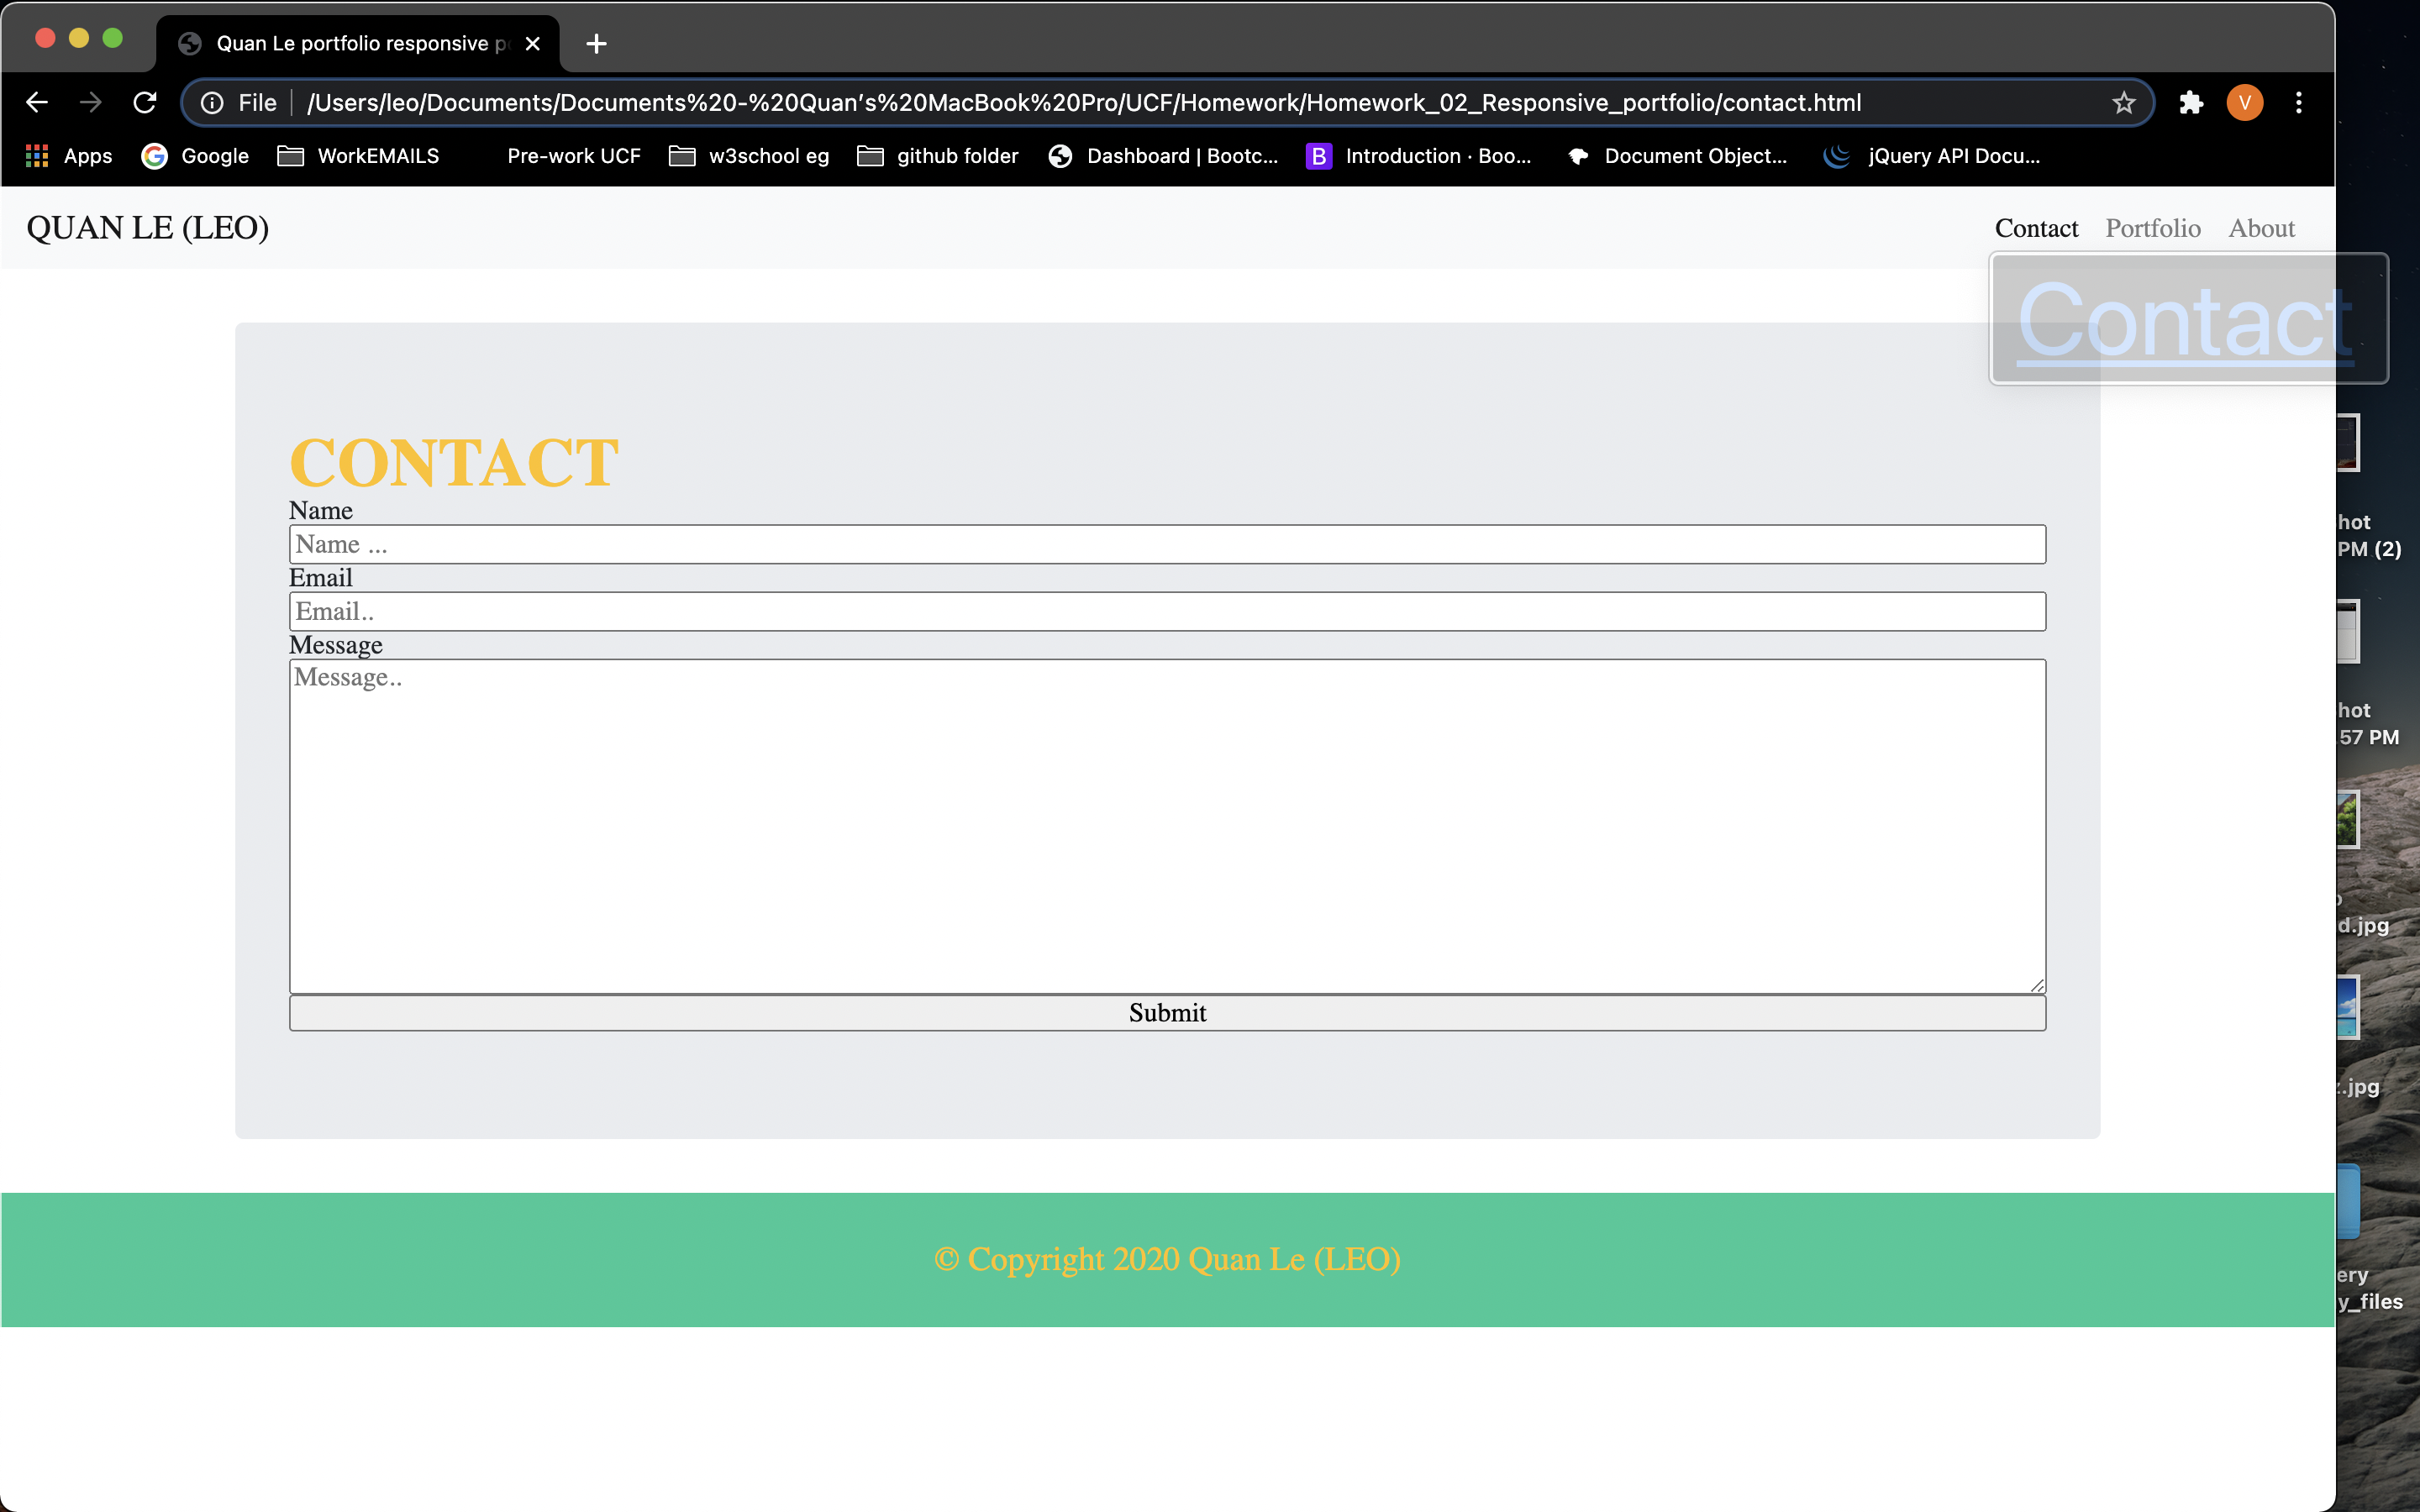 Quan Le portfolio responsive
File /Users/leo/Documents/Documents%20-%20Quan's%20MacBook%20Pro/UCF/Homework/Homework_02_Responsive_portfolio/contact.html V
Apps Google WorkEMAILS Pre-work UCF w3school eg github folder Dashboard | Bootc... B Introduction · Boo... Document Object... jQuery API Docu...
QUAN LE (LEO) Contact Portfolio About
Contact
CONTACT
Name
Name ...
Email
Email..
Message
Message..
Submit
© Copyright 2020 Quan Le (LEO)
hot
PM (2)
hot
57 PM
d.jpg
.jpg
ery
y_files